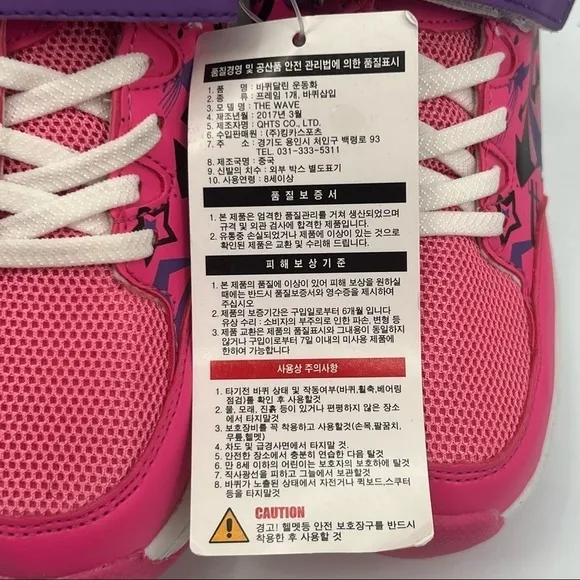 품질경영 및 공산품 안전 관리법에 의한 품질표시
1. 품 명 : 바퀴달린 운동화
2. 종 류 : 프레임 1개, 바퀴삽입
3. 모 델 명 : THE WAVE
4. 제조년월 : 2017년 3월
5. 제조자명 : QHTS CO., LTD.
6. 수입판매원 : (주)킹카스포츠
7. 주 소 : 경기도 용인시 처인구 백령로 93
TEL. 031-333-5311
8. 제조국명 : 중국
9. 신발의 치수 : 외부 박스 별도표기
10. 사용연령 : 8세이상
품 질 보 증 서
1. 본 제품은 엄격한 품질관리를 거쳐 생산되었으며
규격 및 외관 검사에 합격한 제품입니다.
2. 유통중 손실되었거나 제품에 이상이 있는 것으로
확인된 제품은 교환 및 수리해 드립니다.
피 해 보 상 기 준
1. 본 제품의 품질에 이상이 있어 피해 보상을 원하실
때에는 반드시 품질보증서와 영수증을 제시하여
주십시오
2. 제품의 보증기간은 구입일로부터 6개월 입니다
유상 수리 : 소비자의 부주의로 인한 파손, 변형 등
3. 제품 교환은 제품의 품질표시와 그내용이 동일하지
않거나 구입일로부터 7일 이내의 미사용 제품에
한하여 가능합니다
사용상 주의사항
1. 타기전 바퀴 상태 및 작동여부(바퀴,휠축,베어링
점검)를 확인 후 사용할것
2. 물, 모래, 진흙 등이 있거나 편평하지 않은 장소
에서 타지말것
3. 보호장비를 꼭 착용하고 사용할것(손목,팔꿈치,
무릎,헬멧)
4. 차도 및 급경사면에서 타지말 것.
5. 안전한 장소에서 충분히 연습한 다음 탈것
6. 만 8세 이하의 어린이는 보호자의 보호하에 탈것
7. 직사광선을 피하고 그늘에서 보관할것
8. 바퀴가 노출된 상태에서 자전거나 퀵보드,스쿠터
등을 타지말 것
CAUTION
경고! 헬멧등 안전 보호장구를 반드시
착용한 후 사용할 것